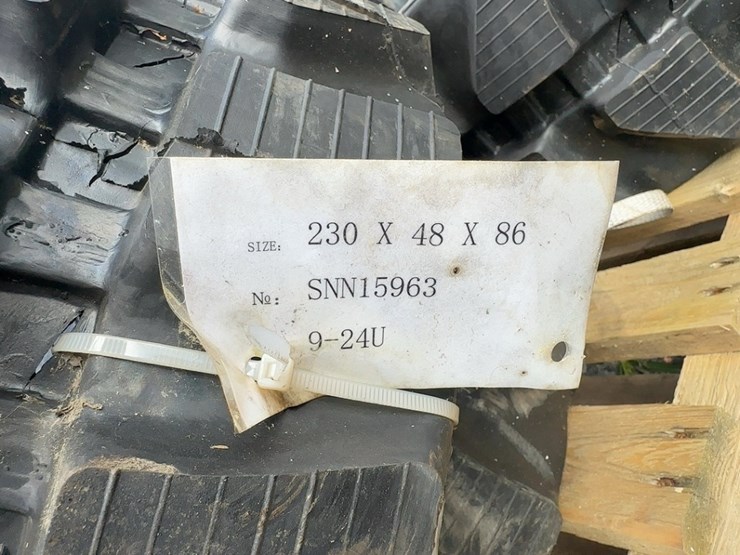 SIZE: 230 X 48 X 86
№: SNN15963
9-24U